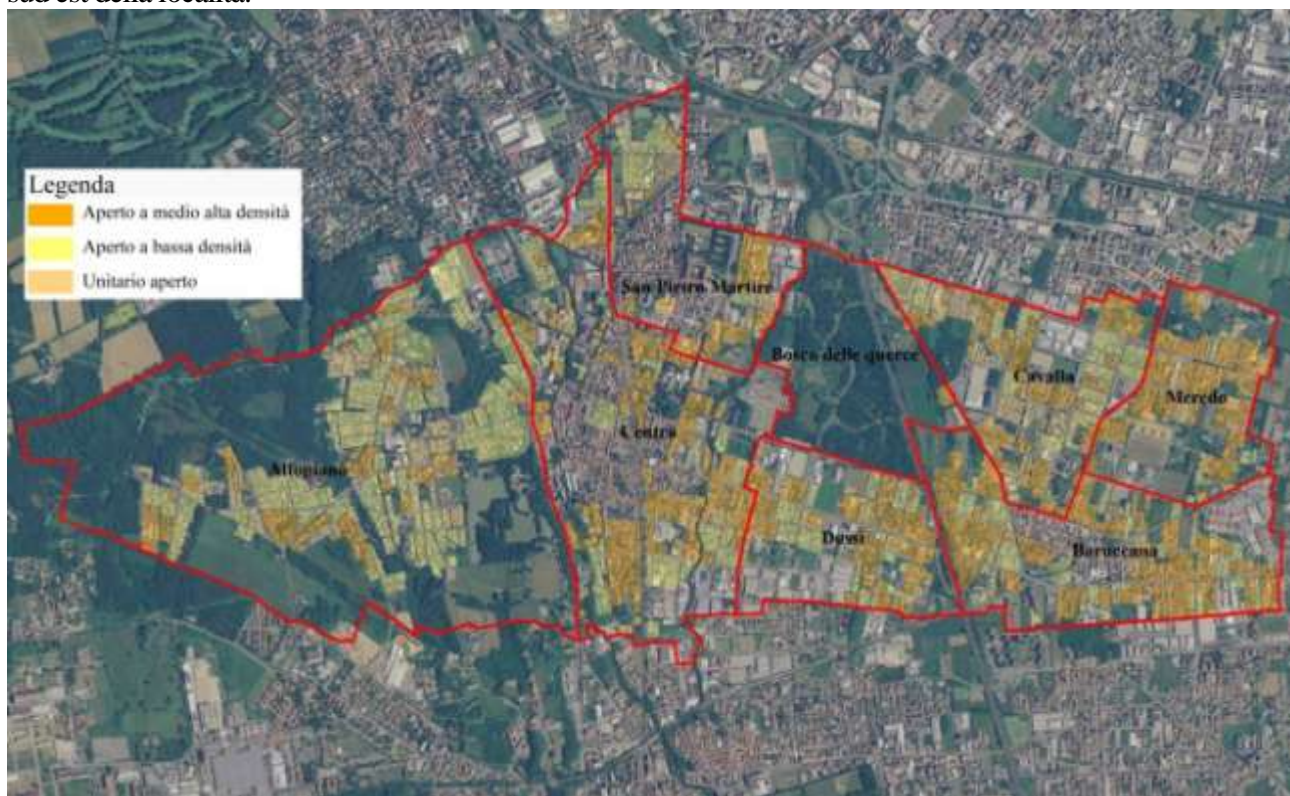 sud est della località.
Legenda
Aperto a medio alta densità
Aperto a bassa densità
Unitario aperto
San Pietro Martire
Bosco delle querce
Cavalla
Meredo
Centro
Altopiano
Dossi
Baruccana